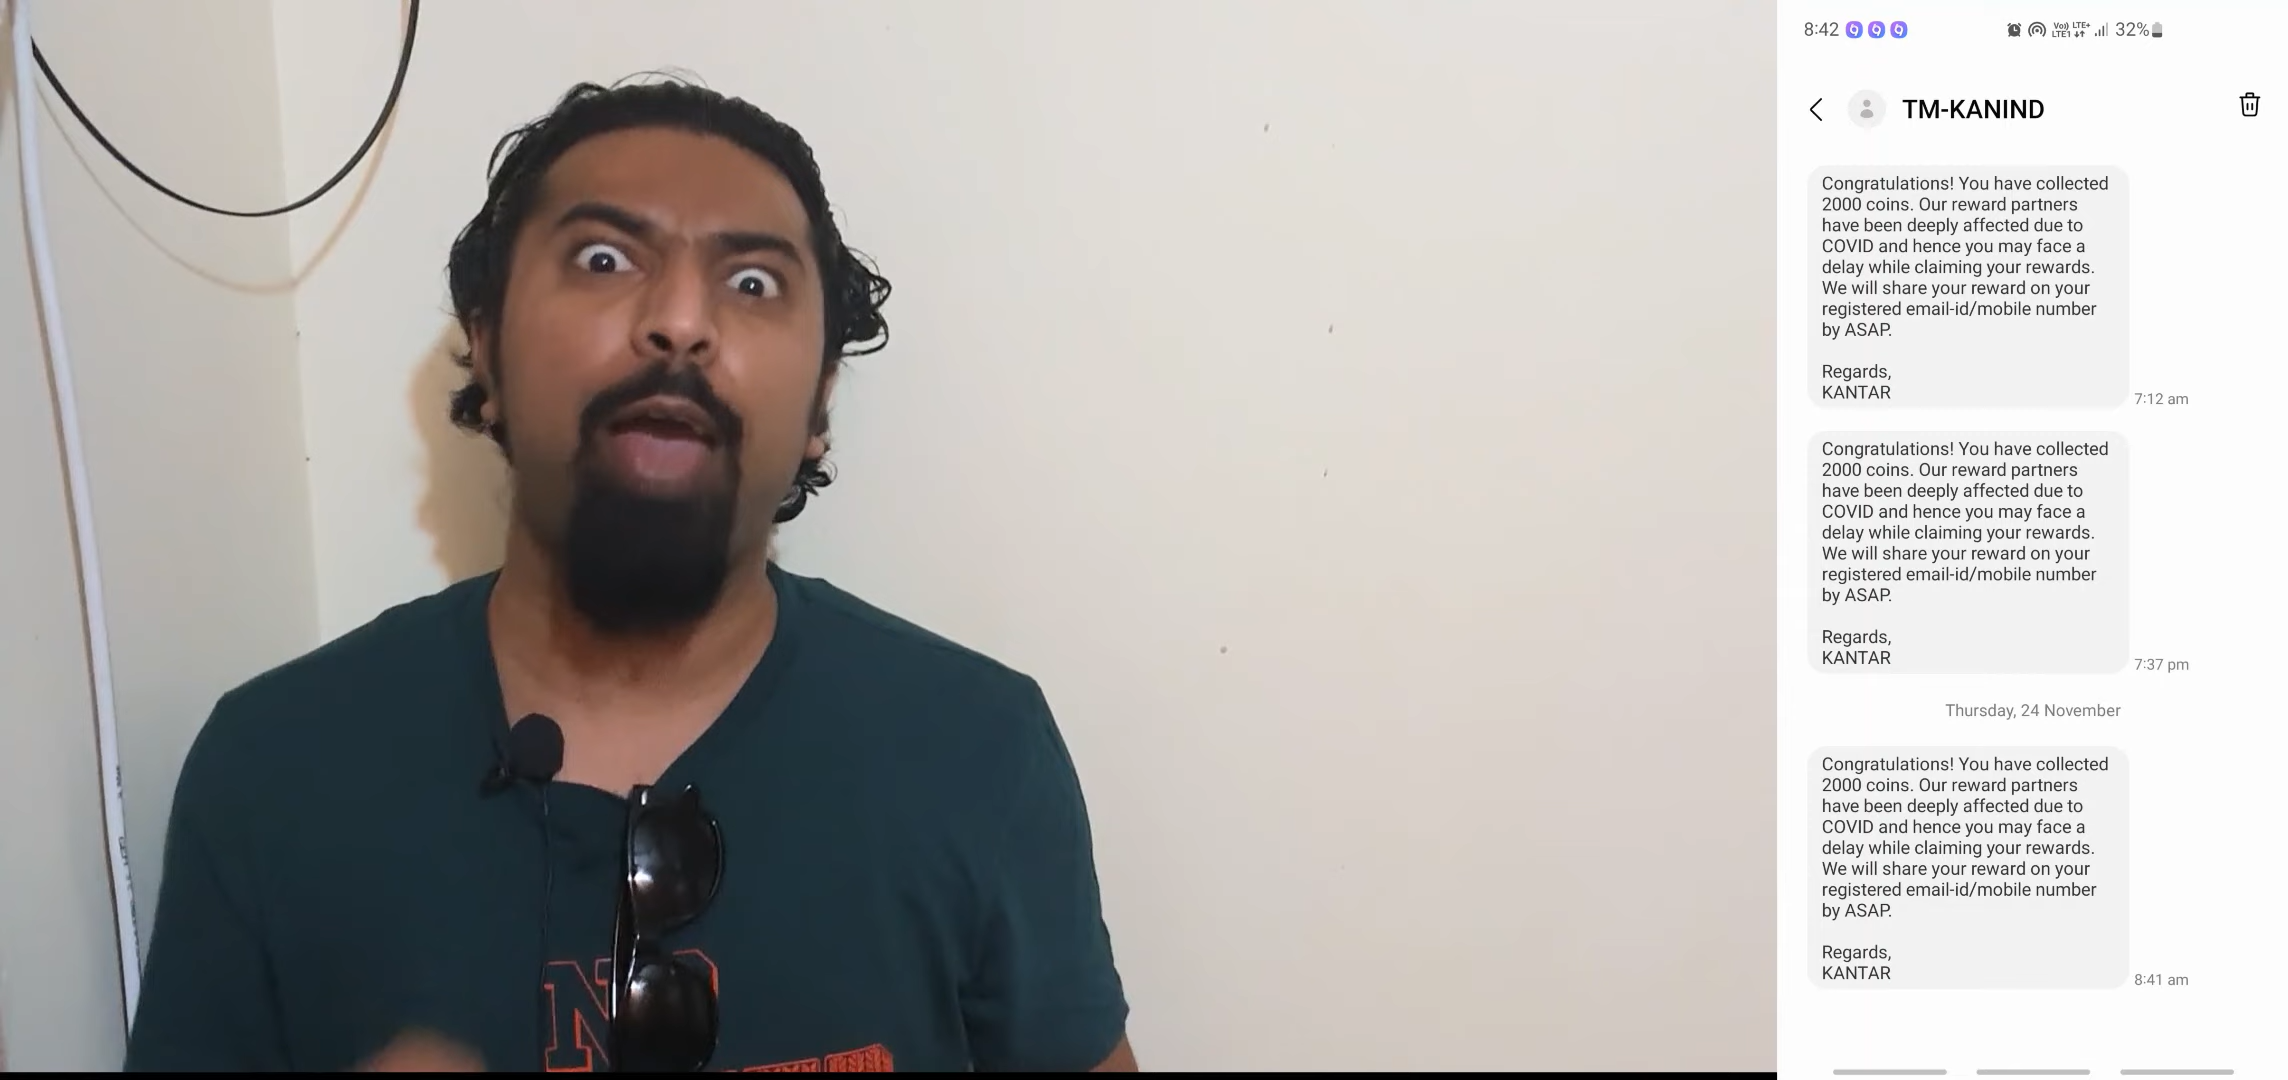 8:42
VoLTE1 LTE+ 32%
TM-KANIND
Congratulations! You have collected
2000 coins. Our reward partners
have been deeply affected due to
COVID and hence you may face a
delay while claiming your rewards.
We will share your reward on your
registered email-id/mobile number
by ASAP.
Regards,
KANTAR
7:12 am
Congratulations! You have collected
2000 coins. Our reward partners
have been deeply affected due to
COVID and hence you may face a
delay while claiming your rewards.
We will share your reward on your
registered email-id/mobile number
by ASAP.
Regards,
KANTAR
7:37 pm
Thursday, 24 November
Congratulations! You have collected
2000 coins. Our reward partners
have been deeply affected due to
COVID and hence you may face a
delay while claiming your rewards.
We will share your reward on your
registered email-id/mobile number
by ASAP.
Regards,
KANTAR
8:41 am